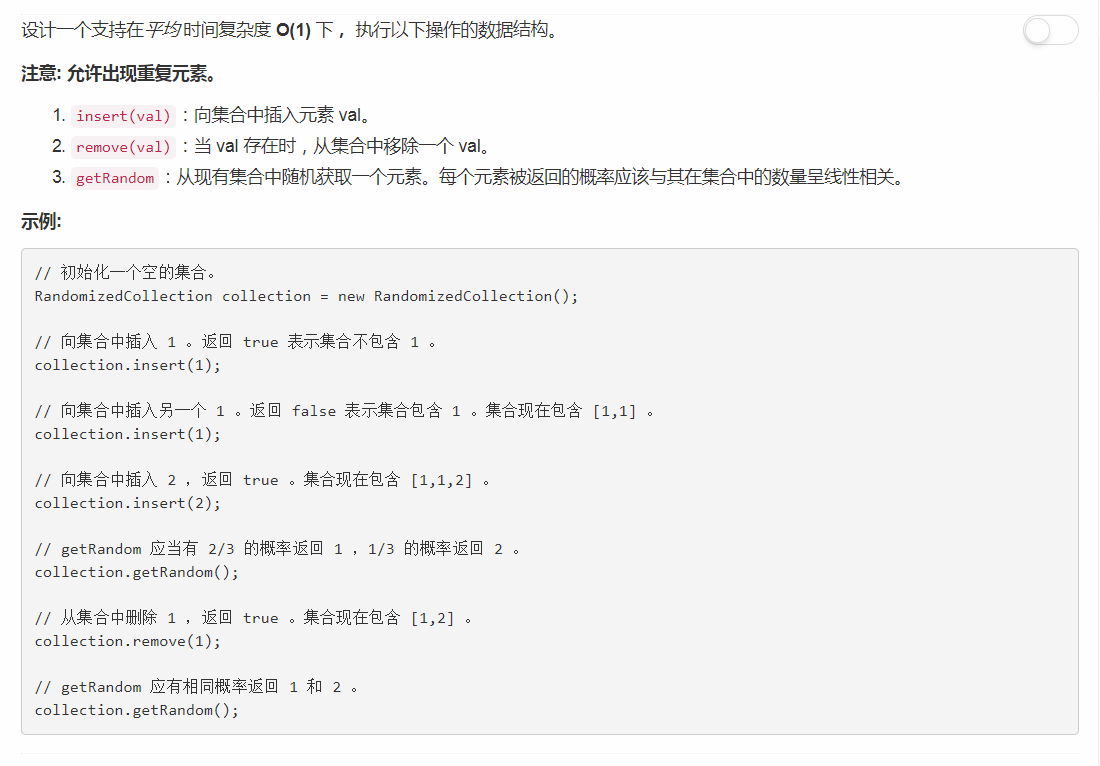 设计一个支持在平均时间复杂度 O(1) 下，执行以下操作的数据结构。
注意: 允许出现重复元素。
1. insert(val) ：向集合中插入元素 val。
2. remove(val) ：当 val 存在时，从集合中移除一个 val。
3. getRandom ：从现有集合中随机获取一个元素。每个元素被返回的概率应该与其在集合中的数量呈线性相关。
示例:
// 初始化一个空的集合。
RandomizedCollection collection = new RandomizedCollection();
// 向集合中插入 1 。返回 true 表示集合不包含 1 。
collection.insert(1);
// 向集合中插入另一个 1 。返回 false 表示集合包含 1 。集合现在包含 [1,1] 。
collection.insert(1);
// 向集合中插入 2 ，返回 true 。集合现在包含 [1,1,2] 。
collection.insert(2);
// getRandom 应当有 2/3 的概率返回 1 ，1/3 的概率返回 2 。
collection.getRandom();
// 从集合中删除 1 ，返回 true 。集合现在包含 [1,2] 。
collection.remove(1);
// getRandom 应有相同概率返回 1 和 2 。
collection.getRandom();